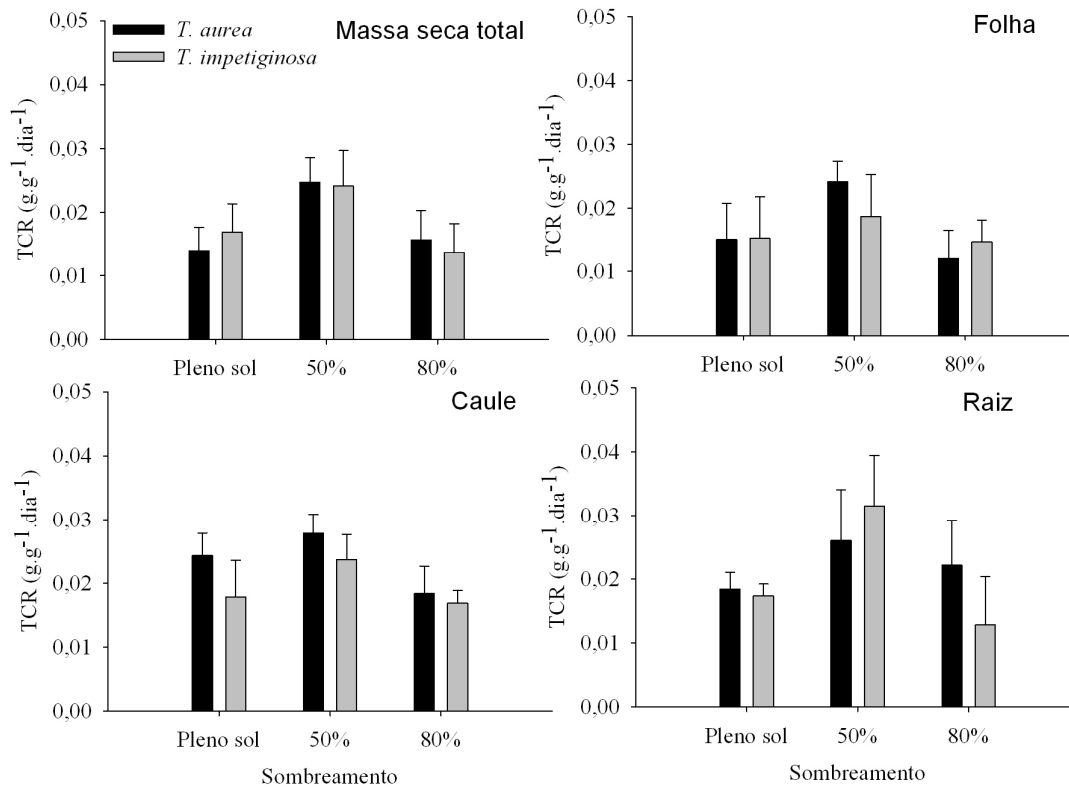 Massa seca total
T. aurea
T. impetiginosa
TCR (g.g⁻¹.dia⁻¹)
0,05
0,04
0,03
0,02
0,01
0,00
Pleno sol 50% 80%
Folha
TCR (g.g⁻¹.dia⁻¹)
0,05
0,04
0,03
0,02
0,01
0,00
Pleno sol 50% 80%
Caule
TCR (g.g⁻¹.dia⁻¹)
0,05
0,04
0,03
0,02
0,01
0,00
Pleno sol 50% 80%
Sombreamento
Raiz
TCR (g.g⁻¹.dia⁻¹)
0,05
0,04
0,03
0,02
0,01
0,00
Pleno sol 50% 80%
Sombreamento